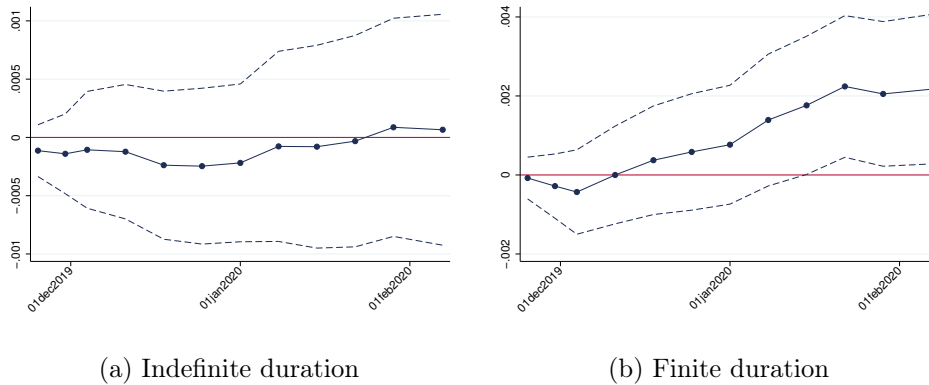 .001
.0005
0
-.0005
-.001
01dec2019
01jan2020
01feb2020
(a) Indefinite duration
.004
.002
0
-.002
01dec2019
01jan2020
01feb2020
(b) Finite duration